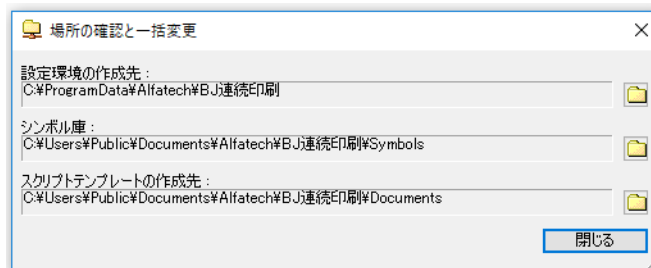 場所の確認と一括変更
設定環境の作成先：
C:¥ProgramData¥Alfatech¥BJ連続印刷
シンボル庫：
C:¥Users¥Public¥Documents¥Alfatech¥BJ連続印刷¥Symbols
スクリプトテンプレートの作成先：
C:¥Users¥Public¥Documents¥Alfatech¥BJ連続印刷¥Documents
閉じる